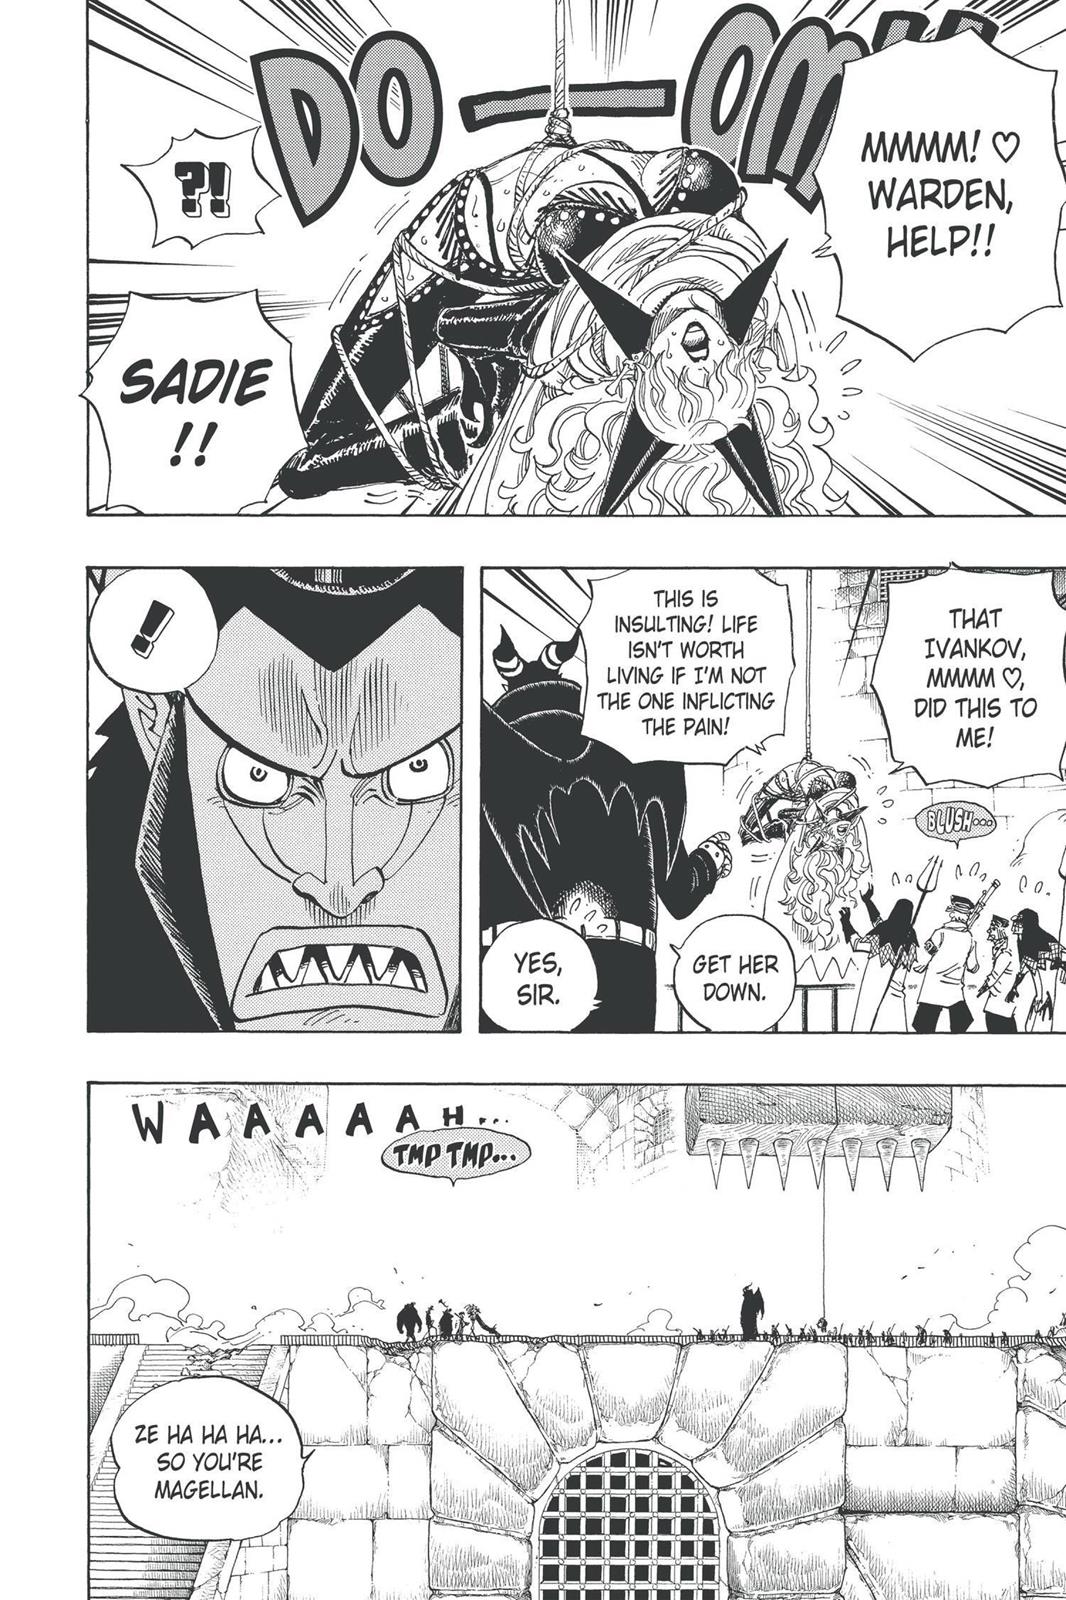 DO—OM
MMMM! ♡
WARDEN,
HELP!!
?!
SADIE
!!
THAT
IVANKOV,
MMMM ♡,
DID THIS TO
ME!
THIS IS
INSULTING! LIFE
ISN'T WORTH
LIVING IF I'M NOT
THE ONE INFLICTING
THE PAIN!
BLUSH...
GET HER
DOWN.
YES,
SIR.
!
WAAAAAH...
TMP TMP...
ZE HA HA HA...
SO YOU'RE
MAGELLAN.